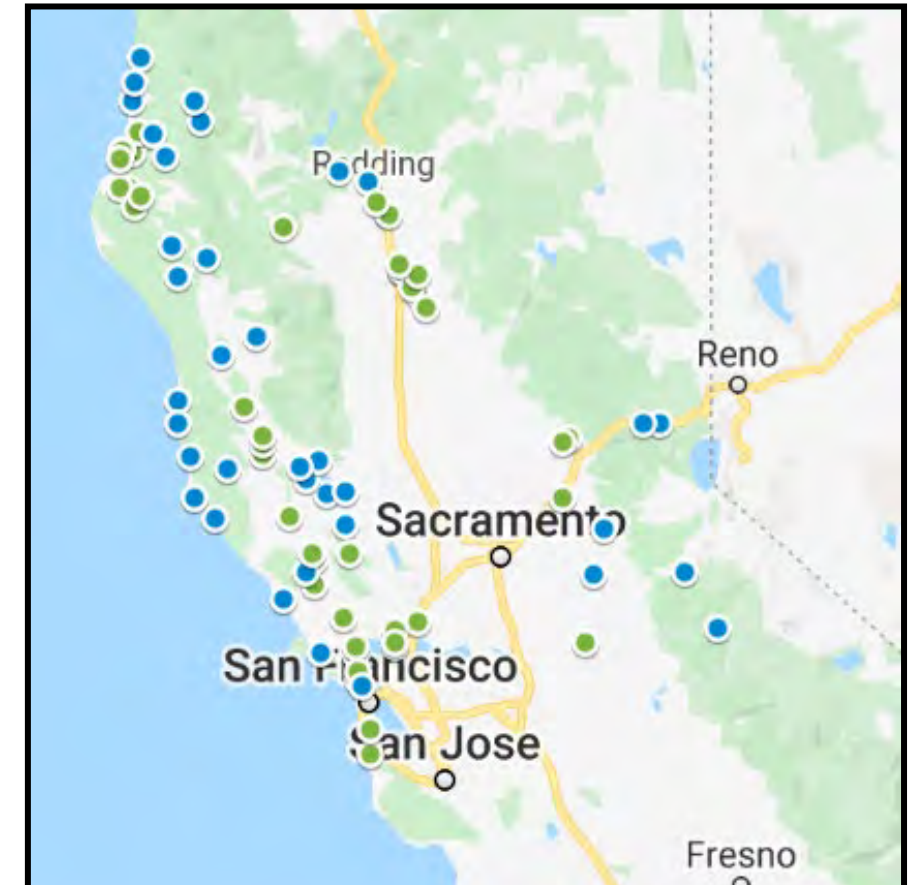 Redding
Reno
Sacramento
San Francisco
San Jose
Fresno